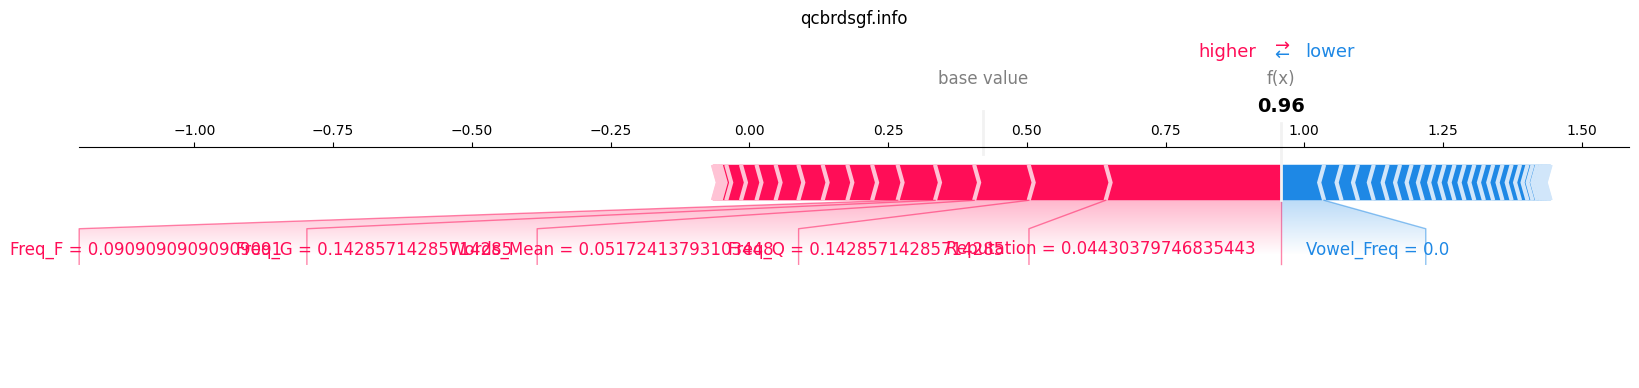 qcbrdsgf.info
higher ⇄ lower
base value f(x)
0.96
−1.00 −0.75 −0.50 −0.25 0.00 0.25 0.50 0.75 1.00 1.25 1.50
Freq_F = 0.09090909090909091 Freq_G = 0.14285714285714285 Words_Mean = 0.05172413793103448 Freq_Q = 0.14285714285714285 Reputation = 0.04430379746835443 Vowel_Freq = 0.0